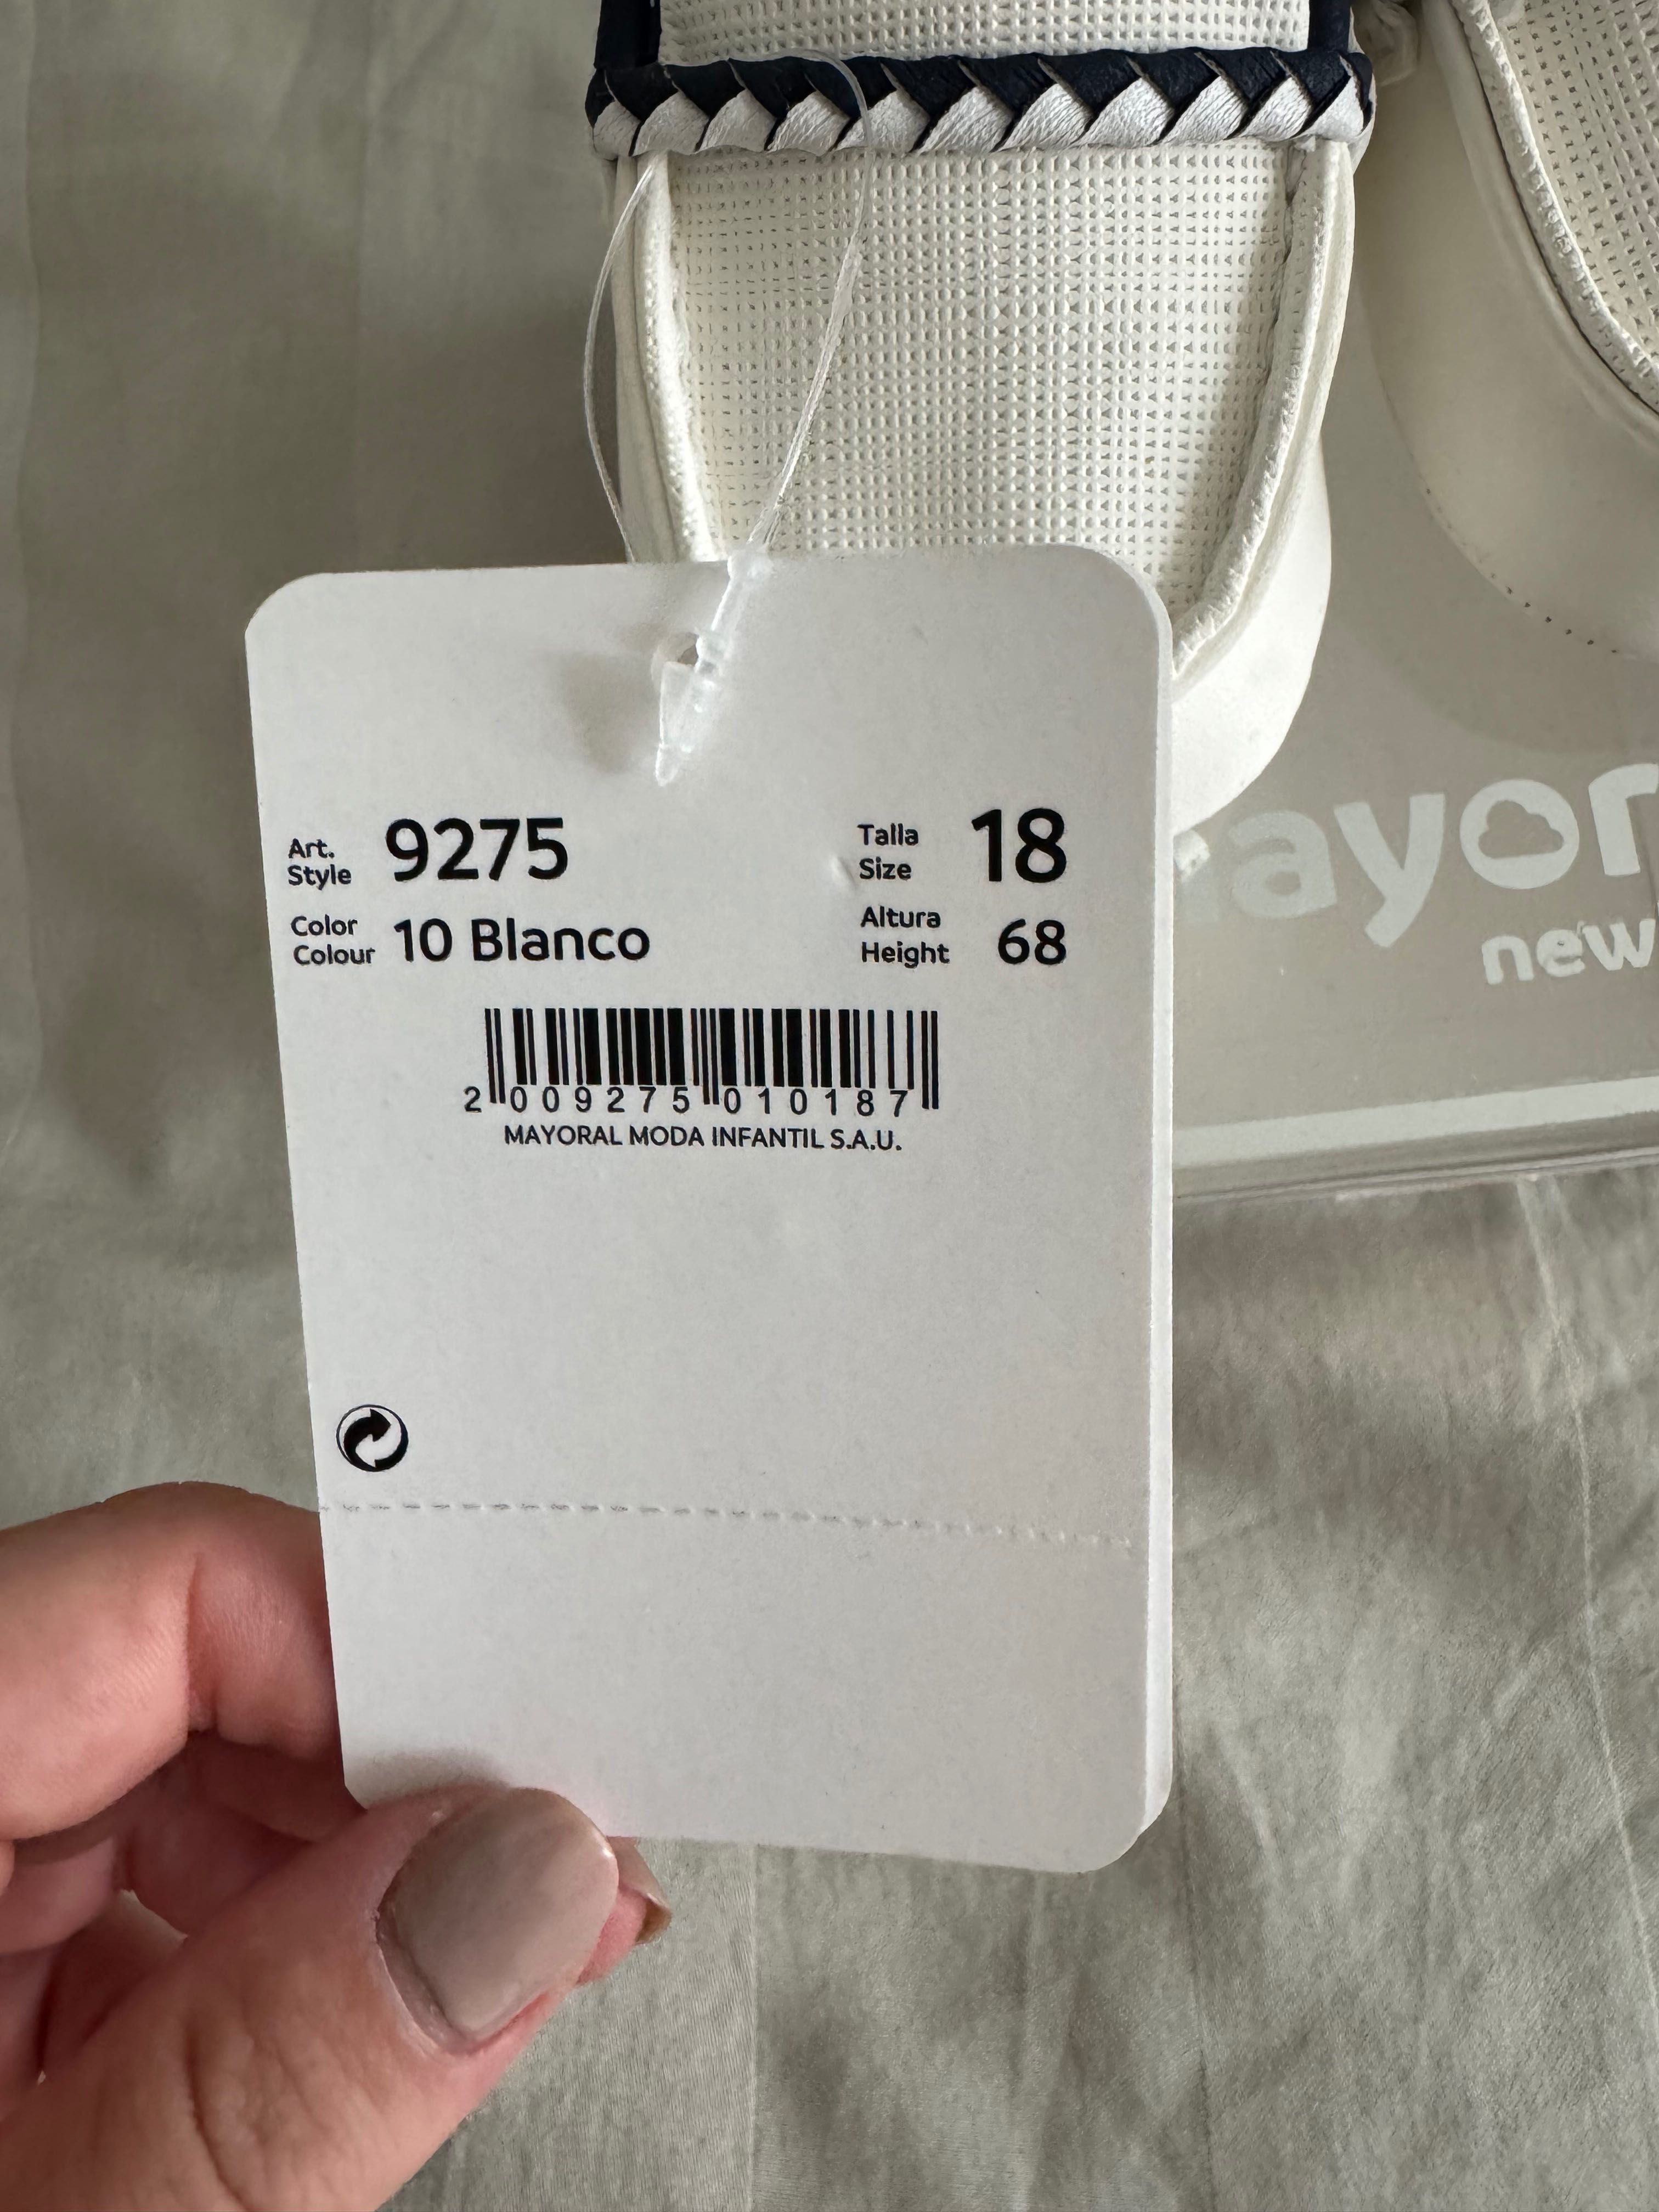 Art.
Style 9275
Talla
Size 18
Color
Colour 10 Blanco
Altura
Height 68
2 009275 010187
MAYORAL MODA INFANTIL S.A.U.
ayor
new